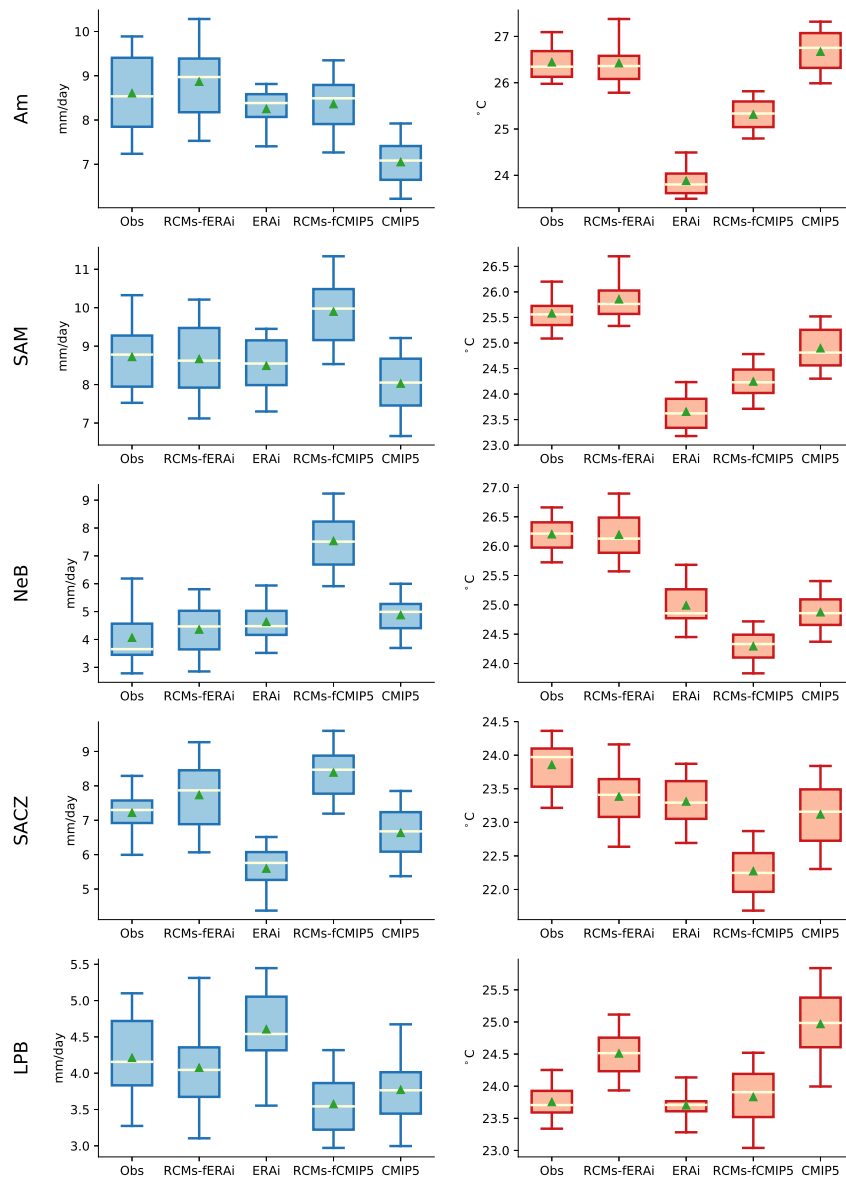 Am
mm/day
10
9
8
7
Obs RCMs-fERAi ERAi RCMs-fCMIP5 CMIP5
°C
27
26
25
24
Obs RCMs-fERAi ERAi RCMs-fCMIP5 CMIP5
SAM
mm/day
11
10
9
8
7
Obs RCMs-fERAi ERAi RCMs-fCMIP5 CMIP5
°C
26.5
26.0
25.5
25.0
24.5
24.0
23.5
23.0
Obs RCMs-fERAi ERAi RCMs-fCMIP5 CMIP5
NeB
mm/day
9
8
7
6
5
4
3
Obs RCMs-fERAi ERAi RCMs-fCMIP5 CMIP5
°C
27.0
26.5
26.0
25.5
25.0
24.5
24.0
Obs RCMs-fERAi ERAi RCMs-fCMIP5 CMIP5
SACZ
mm/day
9
8
7
6
5
Obs RCMs-fERAi ERAi RCMs-fCMIP5 CMIP5
°C
24.5
24.0
23.5
23.0
22.5
22.0
Obs RCMs-fERAi ERAi RCMs-fCMIP5 CMIP5
LPB
mm/day
5.5
5.0
4.5
4.0
3.5
3.0
Obs RCMs-fERAi ERAi RCMs-fCMIP5 CMIP5
°C
25.5
25.0
24.5
24.0
23.5
23.0
Obs RCMs-fERAi ERAi RCMs-fCMIP5 CMIP5